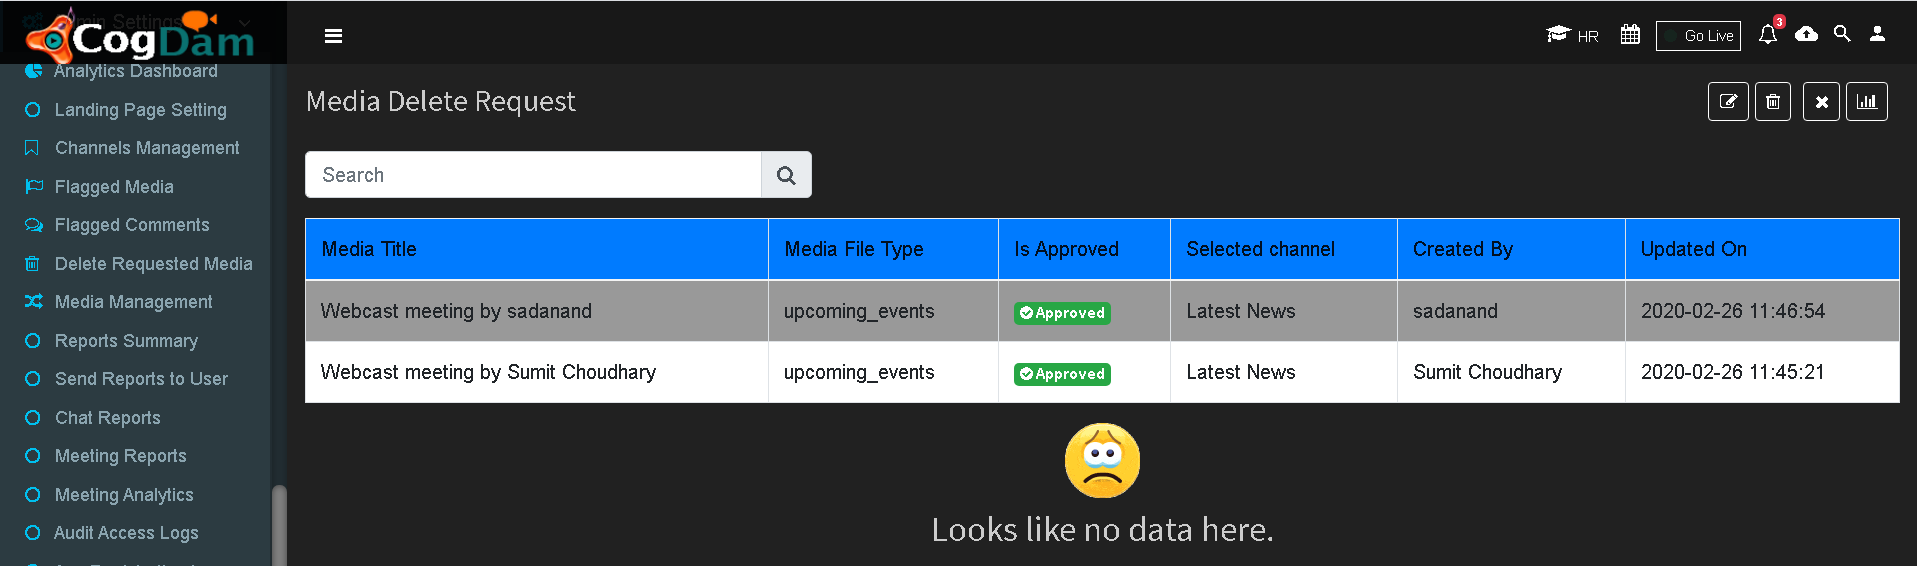 Admin Settings
CogDam
HR
Go Live
3
Analytics Dashboard
Landing Page Setting
Channels Management
Flagged Media
Flagged Comments
Delete Requested Media
Media Management
Reports Summary
Send Reports to User
Chat Reports
Meeting Reports
Meeting Analytics
Audit Access Logs
Media Delete Request
Search
Media Title Media File Type Is Approved Selected channel Created By Updated On
Webcast meeting by sadanand upcoming_events Approved Latest News sadanand 2020-02-26 11:46:54
Webcast meeting by Sumit Choudhary upcoming_events Approved Latest News Sumit Choudhary 2020-02-26 11:45:21
Looks like no data here.